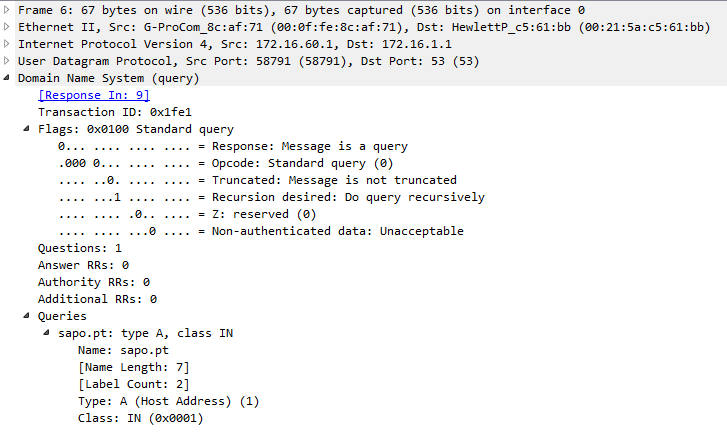 Frame 6: 67 bytes on wire (536 bits), 67 bytes captured (536 bits) on interface 0
Ethernet II, Src: G-ProCom_8c:af:71 (00:0f:fe:8c:af:71), Dst: HewlettP_c5:61:bb (00:21:5a:c5:61:bb)
Internet Protocol Version 4, Src: 172.16.60.1, Dst: 172.16.1.1
User Datagram Protocol, Src Port: 58791 (58791), Dst Port: 53 (53)
Domain Name System (query)
[Response In: 9]
Transaction ID: 0x1fe1
Flags: 0x0100 Standard query
0... .... .... .... = Response: Message is a query
.000 0... .... .... = Opcode: Standard query (0)
.... ..0. .... .... = Truncated: Message is not truncated
.... ...1 .... .... = Recursion desired: Do query recursively
.... .... .0.. .... = Z: reserved (0)
.... .... ...0 .... = Non-authenticated data: Unacceptable
Questions: 1
Answer RRs: 0
Authority RRs: 0
Additional RRs: 0
Queries
sapo.pt: type A, class IN
Name: sapo.pt
[Name Length: 7]
[Label Count: 2]
Type: A (Host Address) (1)
Class: IN (0x0001)